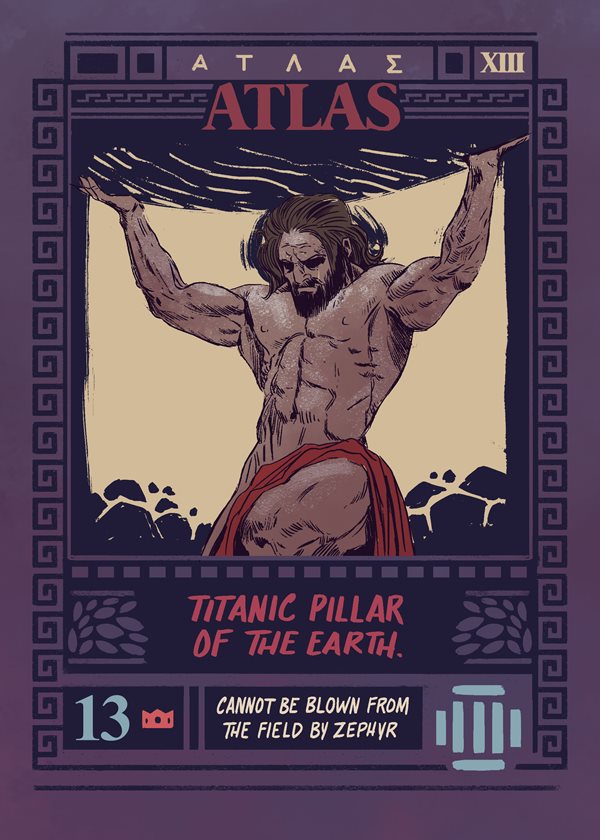 ΑΤΛΑΣ
XIII
ATLAS
TITANIC PILLAR
OF THE EARTH.
13
CANNOT BE BLOWN FROM
THE FIELD BY ZEPHYR